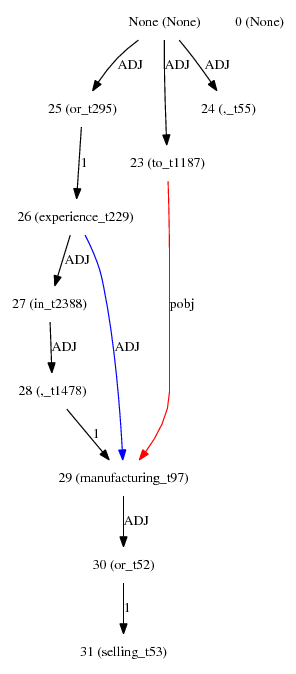 None (None) 0 (None)
ADJ ADJ ADJ
25 (or_t295) 24 (,_t55)
1 23 (to_t1187)
26 (experience_t229)
ADJ
27 (in_t2388) pobj
ADJ ADJ
28 (,_t1478)
1
29 (manufacturing_t97)
ADJ
30 (or_t52)
1
31 (selling_t53)